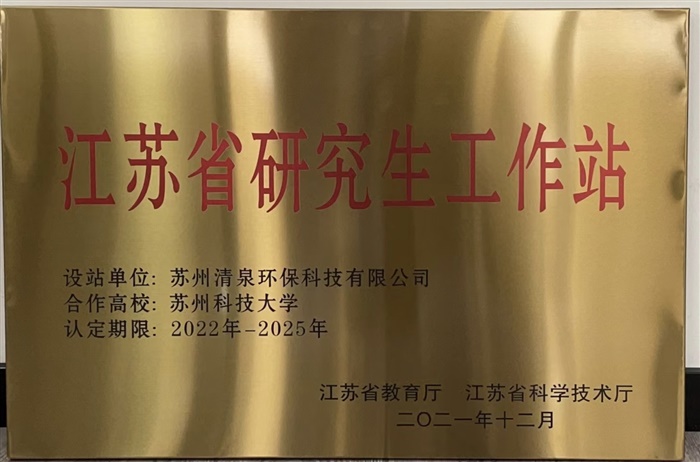 江苏省研究生工作站
设站单位: 苏州清泉环保科技有限公司
合作高校: 苏州科技大学
认定期限: 2022年-2025年
江苏省教育厅 江苏省科学技术厅
二〇二一年十二月